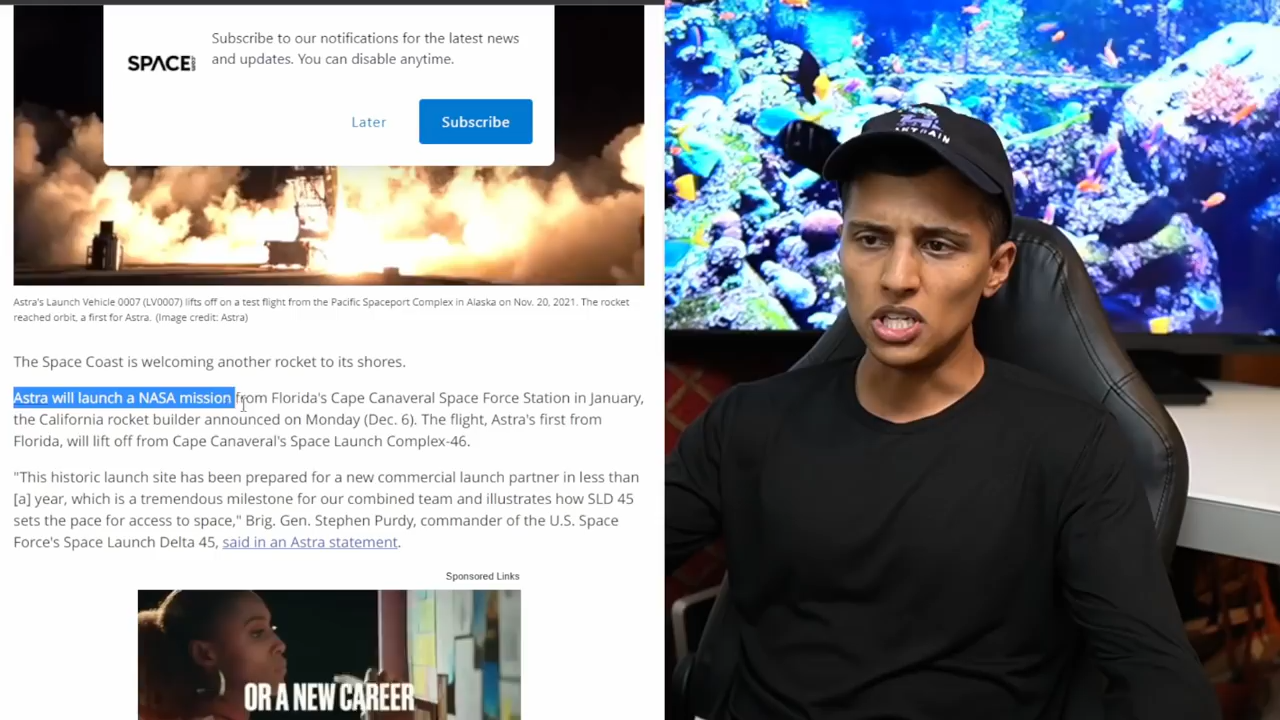 Subscribe to our notifications for the latest news
and updates. You can disable anytime.
SPACE
Later
Subscribe
Astra's Launch Vehicle 0007 (LV0007) lifts off on a test flight from the Pacific Spaceport Complex in Alaska on Nov. 20, 2021. The rocket
reached orbit, a first for Astra. (Image credit: Astra)
The Space Coast is welcoming another rocket to its shores.
Astra will launch a NASA mission from Florida's Cape Canaveral Space Force Station in January,
the California rocket builder announced on Monday (Dec. 6). The flight, Astra's first from
Florida, will lift off from Cape Canaveral's Space Launch Complex-46.
"This historic launch site has been prepared for a new commercial launch partner in less than
[a] year, which is a tremendous milestone for our combined team and illustrates how SLD 45
sets the pace for access to space," Brig. Gen. Stephen Purdy, commander of the U.S. Space
Force's Space Launch Delta 45, said in an Astra statement.
Sponsored Links
OR A NEW CAREER